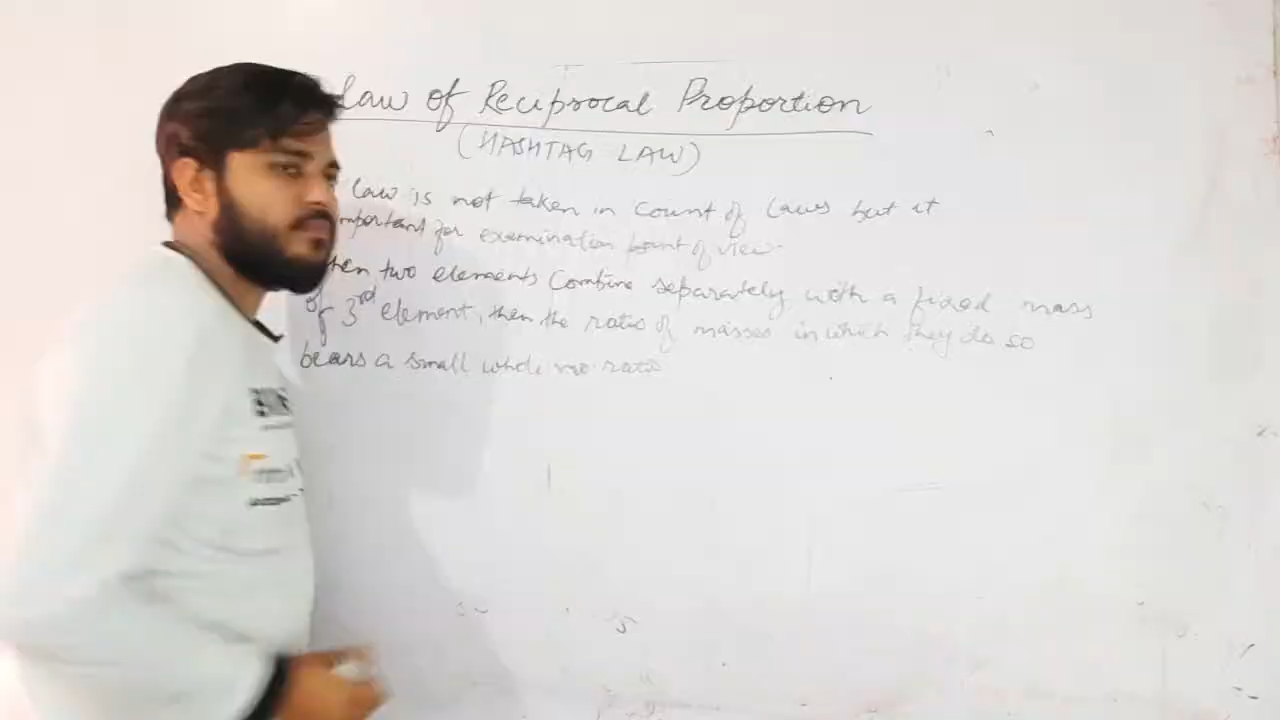 Law of Reciprocal Proportion
(HASHTAG LAW)
law is not taken in count of laws but it
important for examination point of view.
two elements combine separately with a fixed mass
of 3rd element, then the ratio of masses in which they do so
bears a small whole no. ratio